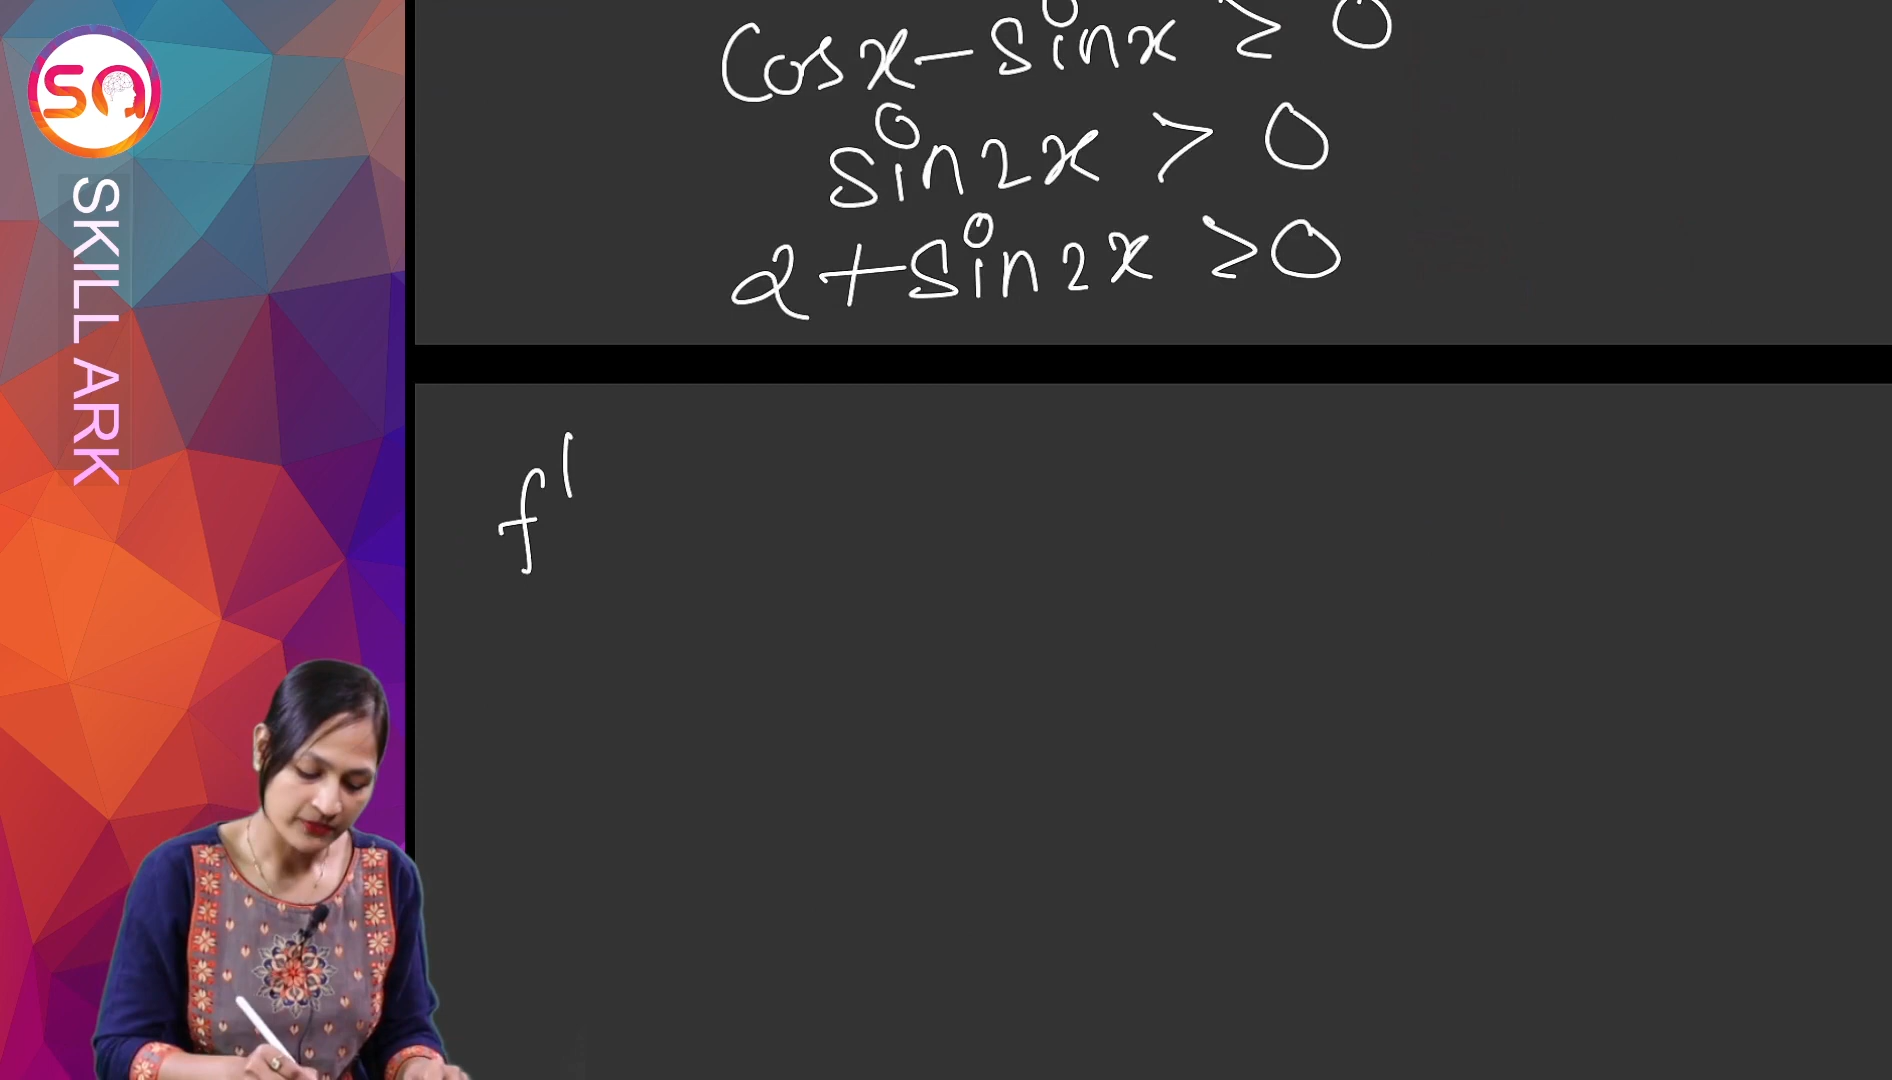 SKILL ARK
cos x - sin x ≥ 0
sin 2x > 0
2 + sin 2x ≥ 0
f'